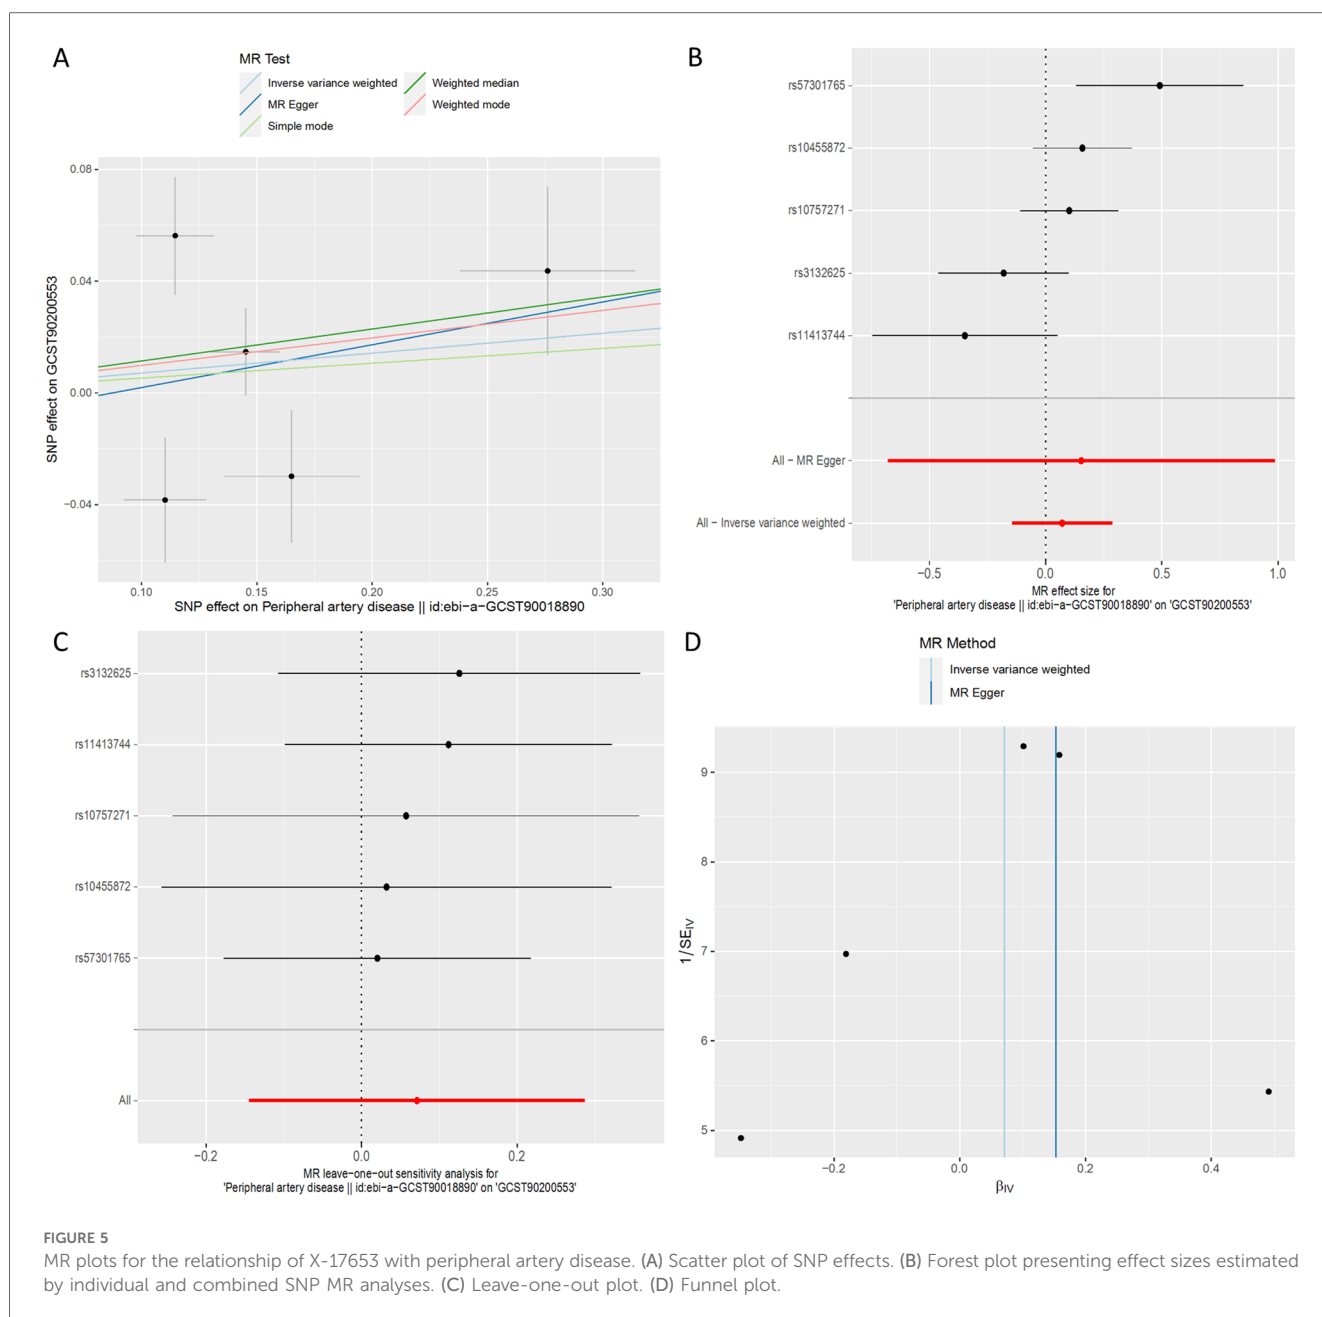 A
MR Test
Inverse variance weighted
Weighted median
MR Egger
Weighted mode
Simple mode
SNP effect on GCST90200553
0.08
0.04
0.00
−0.04
0.10
0.15
0.20
0.25
0.30
SNP effect on Peripheral artery disease || id:ebi−a−GCST90018890
B
rs57301765
rs10455872
rs10757271
rs3132625
rs11413744
All − MR Egger
All − Inverse variance weighted
−0.5
0.0
0.5
1.0
MR effect size for
'Peripheral artery disease || id:ebi−a−GCST90018890' on 'GCST90200553'
C
rs3132625
rs11413744
rs10757271
rs10455872
rs57301765
All
−0.2
0.0
0.2
MR leave−one−out sensitivity analysis for
'Peripheral artery disease || id:ebi−a−GCST90018890' on 'GCST90200553'
D
MR Method
Inverse variance weighted
MR Egger
1/SEIV
9
8
7
6
5
−0.2
0.0
0.2
0.4
βIV
FIGURE 5
MR plots for the relationship of X-17653 with peripheral artery disease. (A) Scatter plot of SNP effects. (B) Forest plot presenting effect sizes estimated
by individual and combined SNP MR analyses. (C) Leave-one-out plot. (D) Funnel plot.